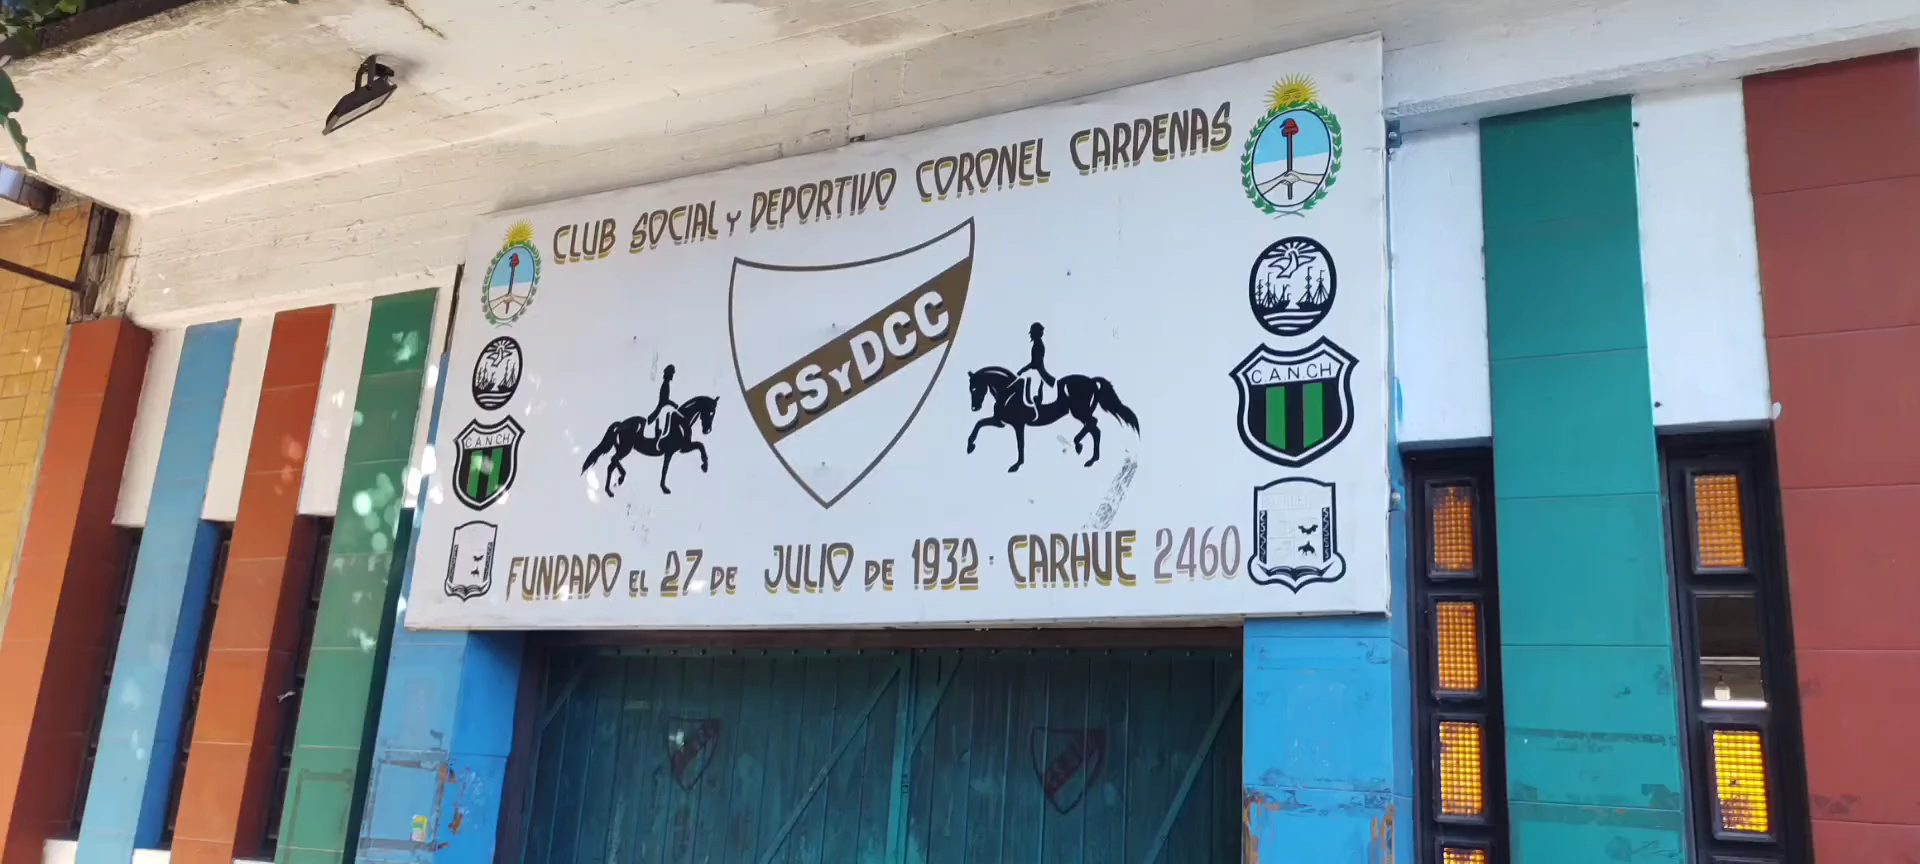 CLUB SOCIAL Y DEPORTIVO CORONEL CARDENAS
CSYDCC
C.A.N.CH
C.A.N.CH
FUNDADO EL 27 DE JULIO DE 1932 · CARHUE 2460